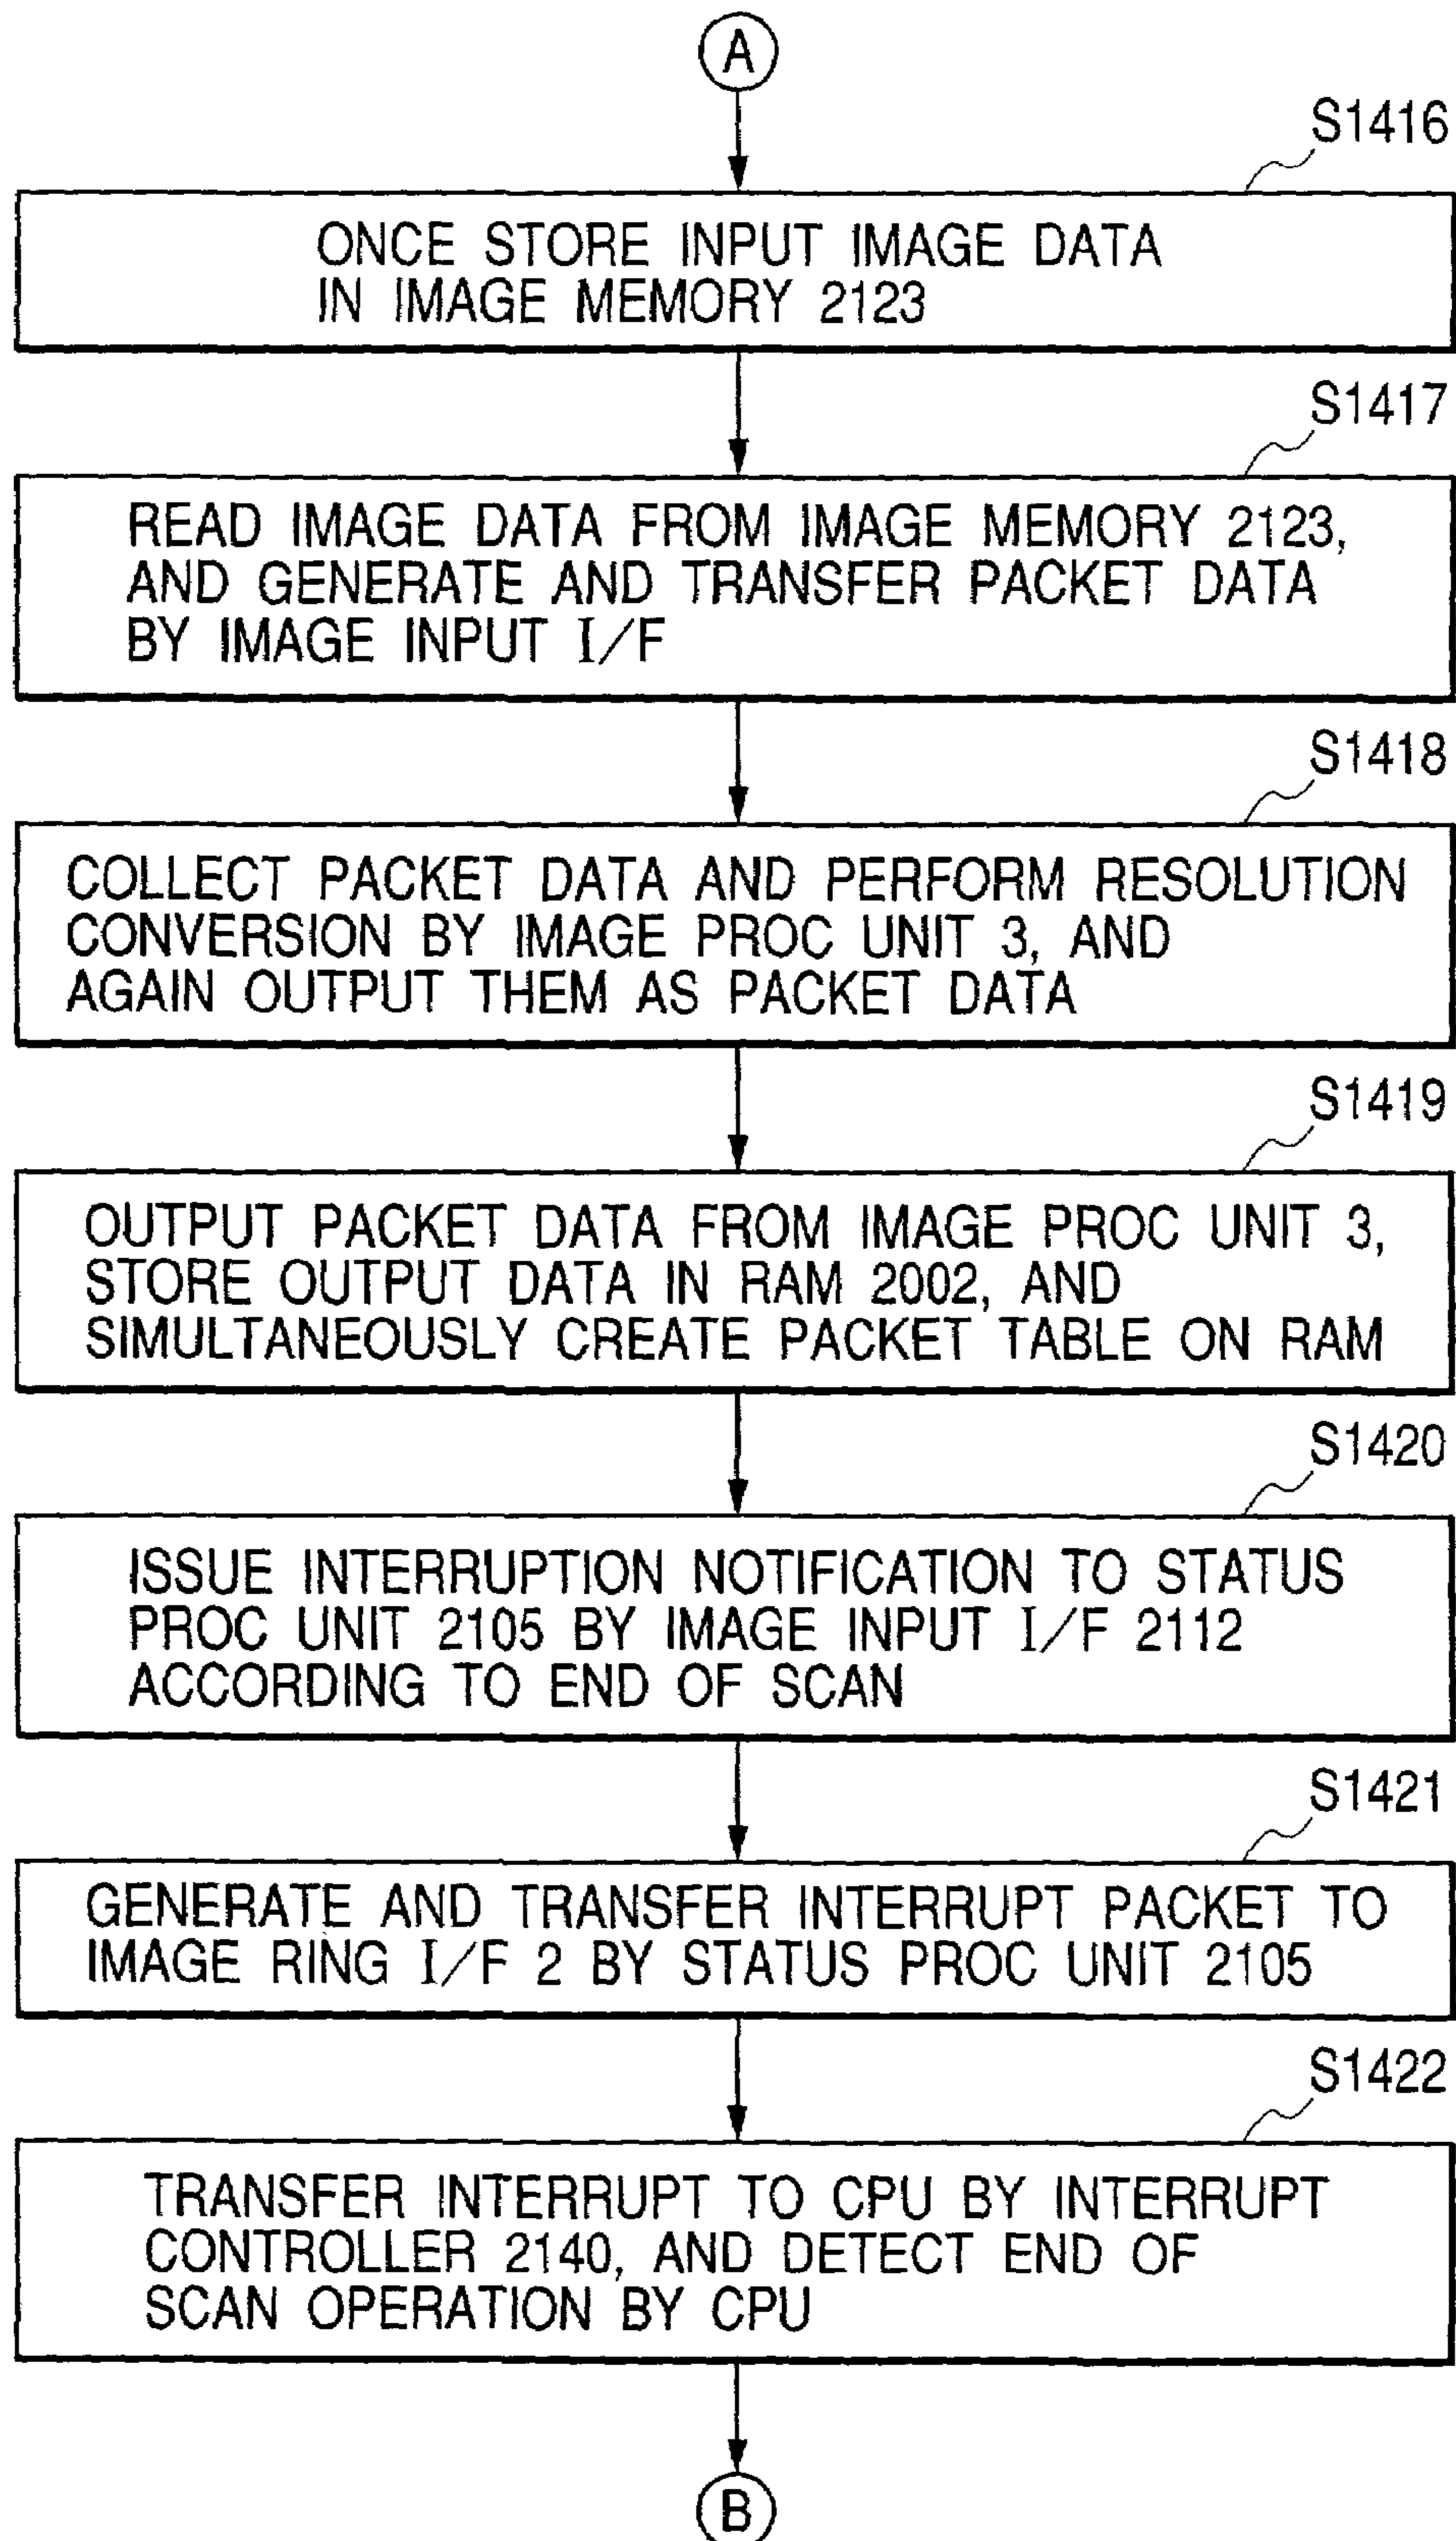 A
S1416
ONCE STORE INPUT IMAGE DATA
IN IMAGE MEMORY 2123
S1417
READ IMAGE DATA FROM IMAGE MEMORY 2123,
AND GENERATE AND TRANSFER PACKET DATA
BY IMAGE INPUT I/F
S1418
COLLECT PACKET DATA AND PERFORM RESOLUTION
CONVERSION BY IMAGE PROC UNIT 3, AND
AGAIN OUTPUT THEM AS PACKET DATA
S1419
OUTPUT PACKET DATA FROM IMAGE PROC UNIT 3,
STORE OUTPUT DATA IN RAM 2002, AND
SIMULTANEOUSLY CREATE PACKET TABLE ON RAM
S1420
ISSUE INTERRUPTION NOTIFICATION TO STATUS
PROC UNIT 2105 BY IMAGE INPUT I/F 2112
ACCORDING TO END OF SCAN
S1421
GENERATE AND TRANSFER INTERRUPT PACKET TO
IMAGE RING I/F 2 BY STATUS PROC UNIT 2105
S1422
TRANSFER INTERRUPT TO CPU BY INTERRUPT
CONTROLLER 2140, AND DETECT END OF
SCAN OPERATION BY CPU
B